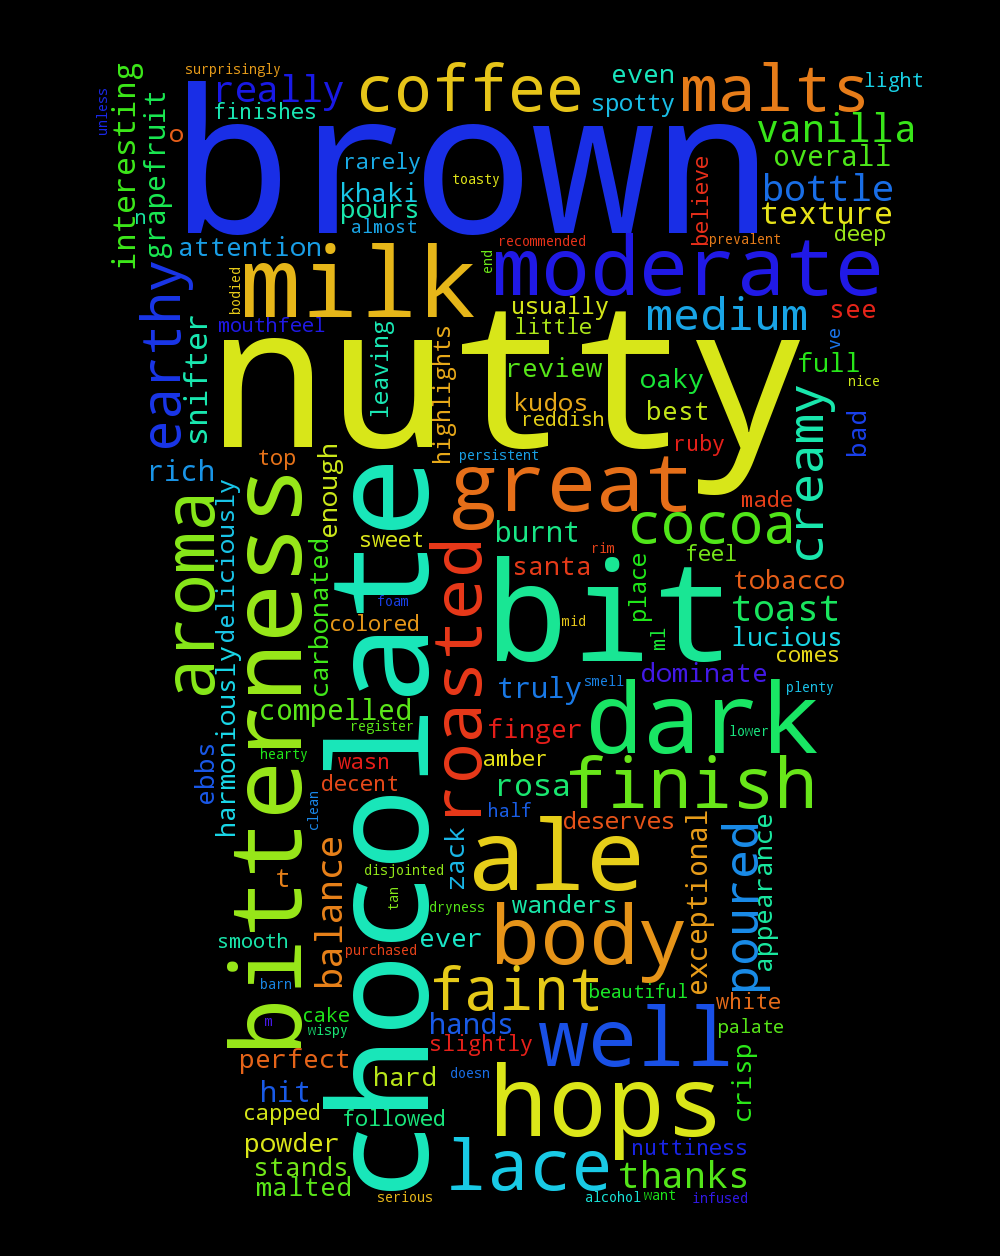 surprisingly
really
coffee
even
malts
light
unless
interesting
grapefruit
o
finishes
brown
spotty
vanilla
overall
rarely
toasty
khaki
pours
almost
believe
bottle
texture
deep
prevalent
attention
recommended
end
moderate
bodied
milk
earthy
snifter
mouthfeel
leaving
highlights
usually
little
medium
see
ve
nutty
review
oaky
full
nice
kudos
reddish
best
ruby
creamy
bad
persistent
top
enough
rich
great
cocoa
made
aroma
deliciously
harmoniously
bitterness
sweet
chocolate
roasted
burnt
rim
feel
santa
place
tobacco
toast
bit
mid
ml
lucious
comes
carbonated
foam
colored
truly
smell
dominate
plenty
compelled
register
finger
dark
lower
hearty
wasn
amber
decent
rosa
finish
ebbs
clean
half
deserves
zack
ale
exceptional
poured
appearance
disjointed
t
balance
tan
dryness
wanders
smooth
ever
body
purchased
barn
faint
beautiful
white
m
cake
wispy
hands
slightly
well
palate
perfect
hard
doesn
crisp
hit
capped
followed
hops
powder
stands
malted
lace
nuttiness
thanks
serious
alcohol
want
infused